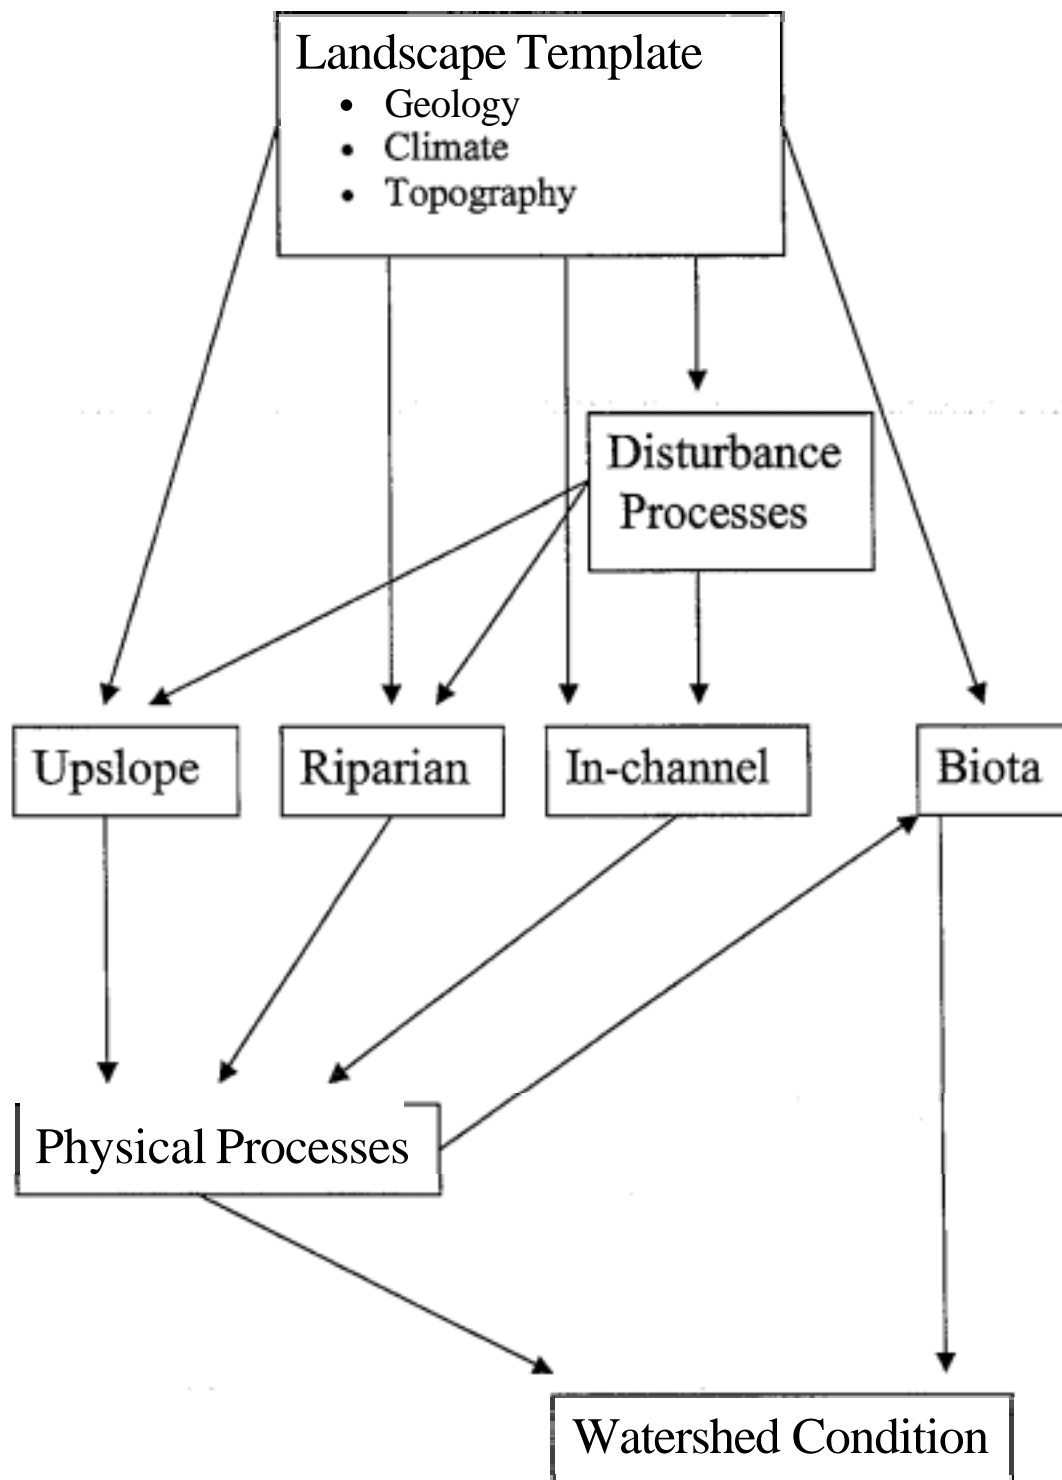 Landscape Template
• Geology
• Climate
• Topography
Disturbance
Processes
Upslope
Riparian
In-channel
Biota
Physical Processes
Watershed Condition